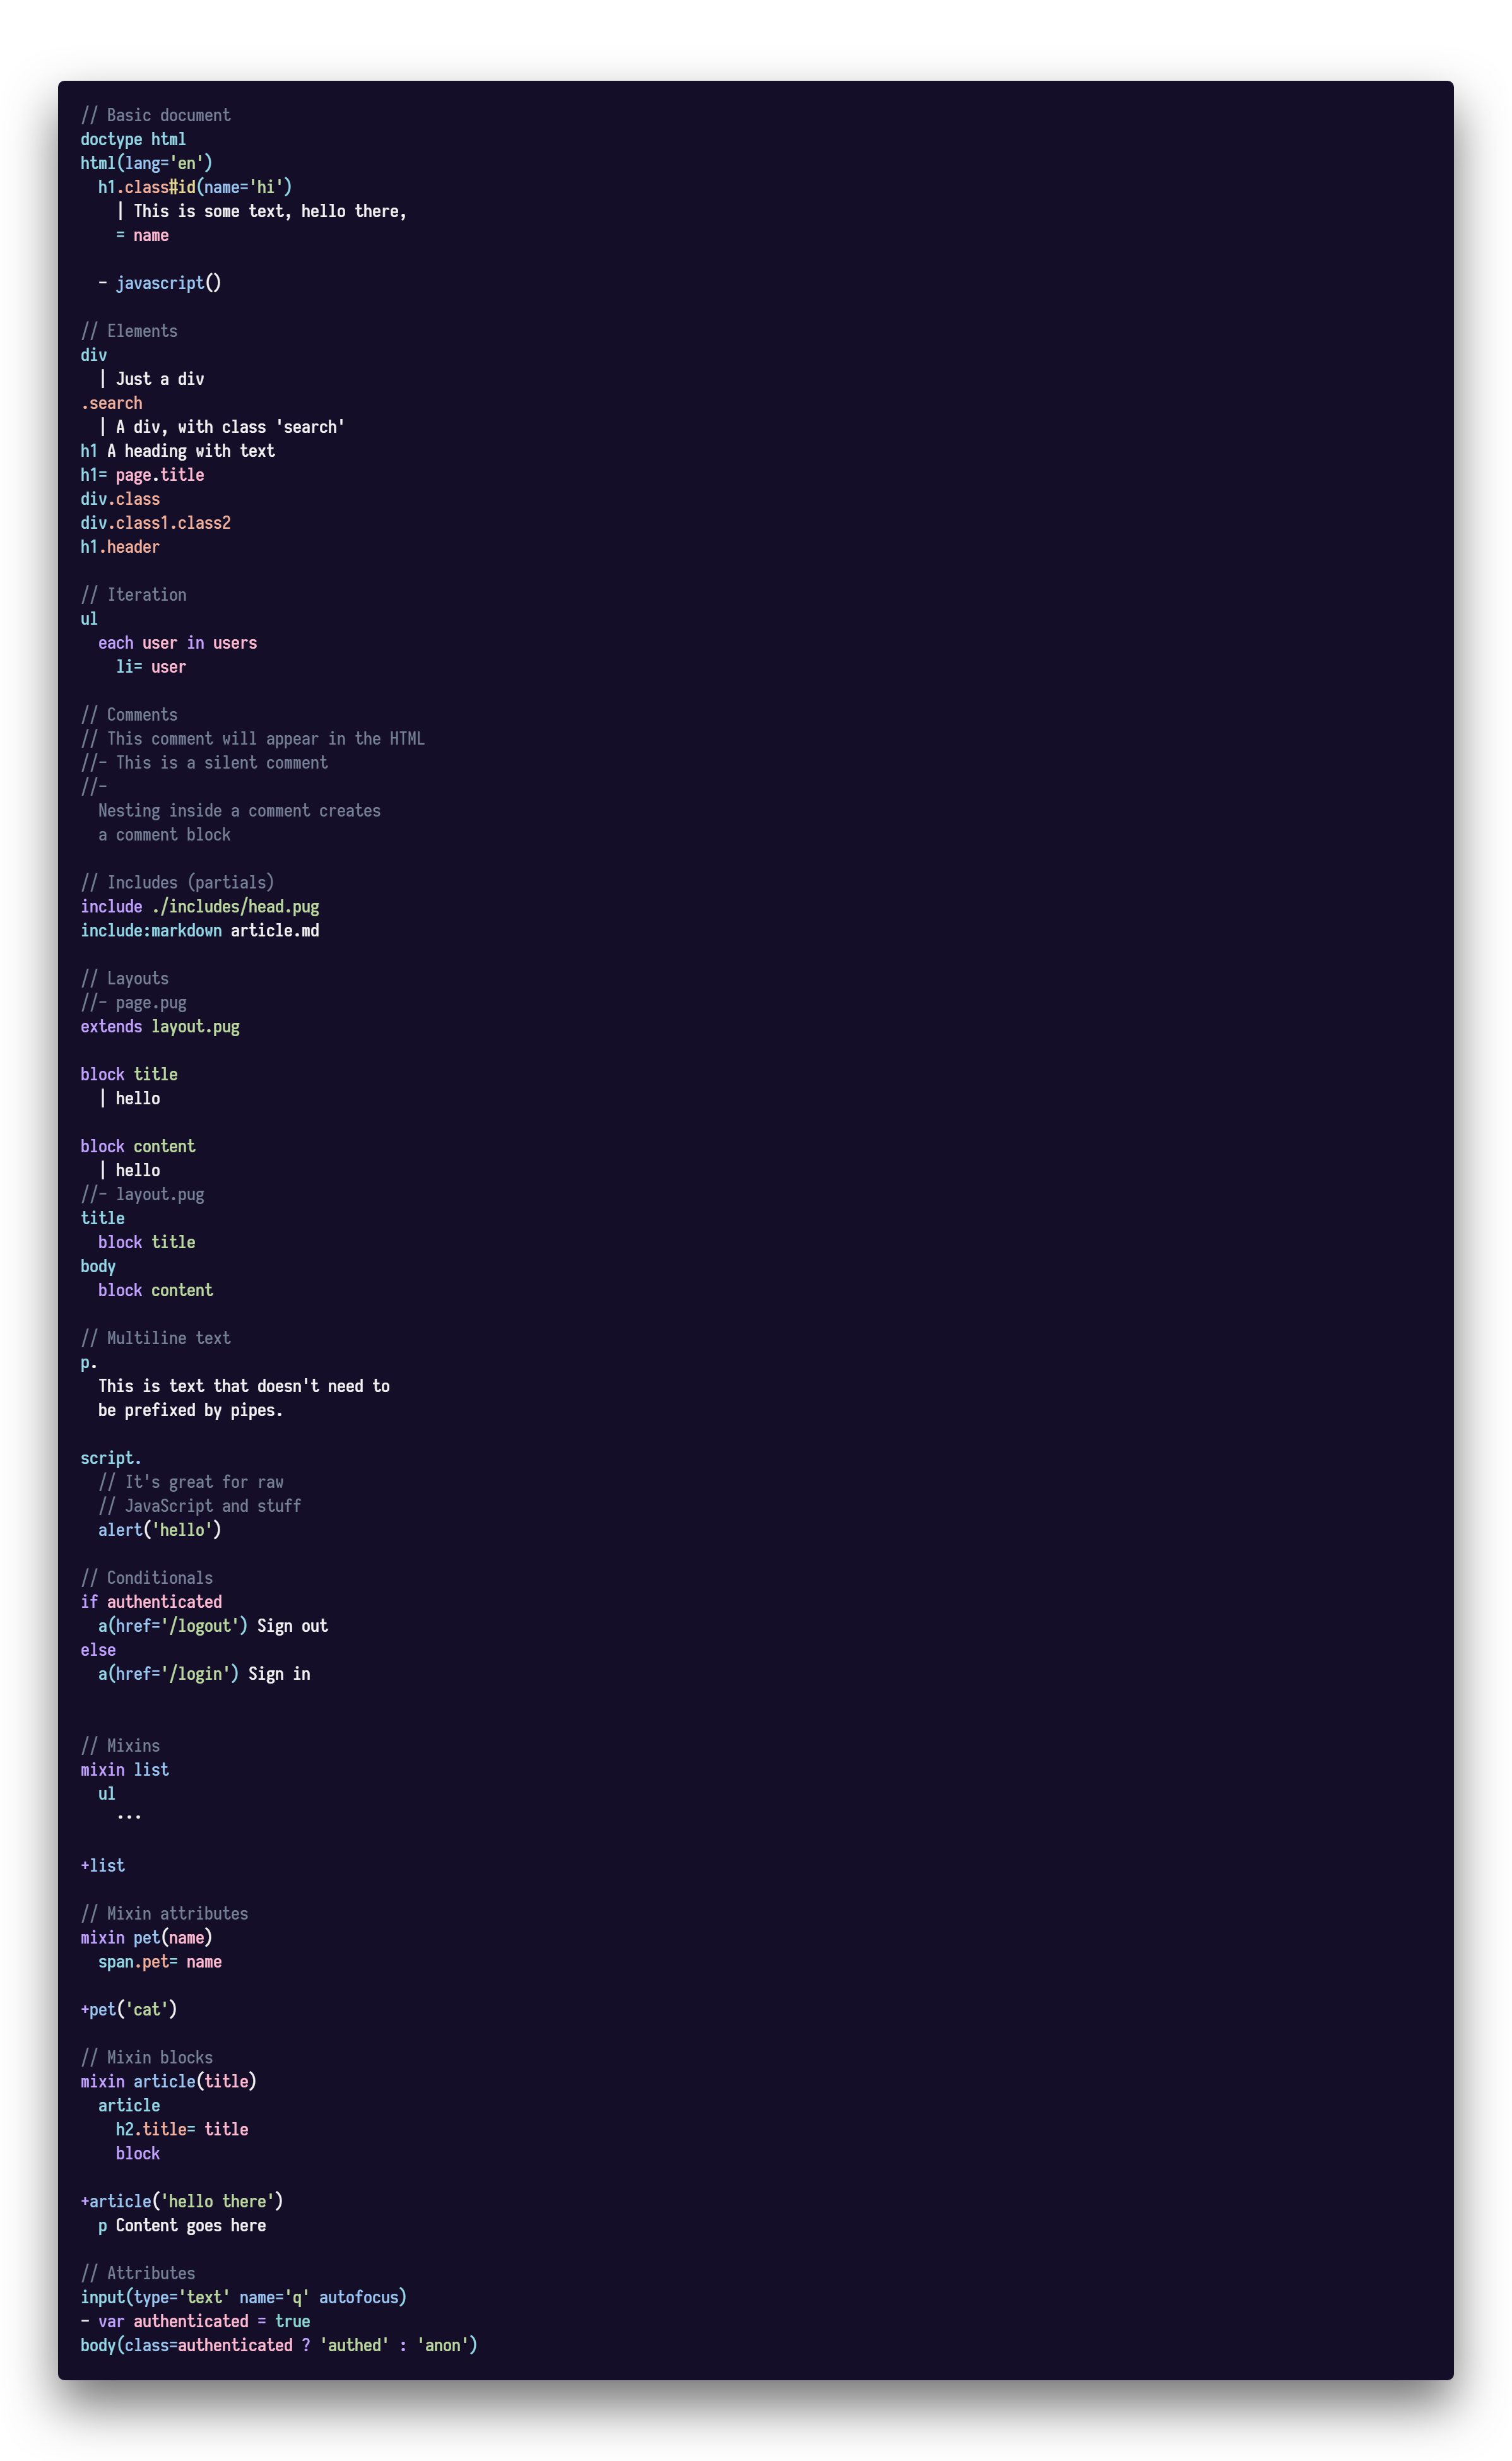 // Basic document
doctype html
html(lang='en')
  h1.class#id(name='hi')
    | This is some text, hello there,
    = name

  - javascript()

// Elements
div
  | Just a div
.search
  | A div, with class 'search'
h1 A heading with text
h1= page.title
div.class
div.class1.class2
h1.header

// Iteration
ul
  each user in users
    li= user

// Comments
// This comment will appear in the HTML
//- This is a silent comment
//-
  Nesting inside a comment creates
  a comment block

// Includes (partials)
include ./includes/head.pug
include:markdown article.md

// Layouts
//- page.pug
extends layout.pug

block title
  | hello

block content
  | hello
//- layout.pug
title
  block title
body
  block content

// Multiline text
p.
  This is text that doesn't need to
  be prefixed by pipes.

script.
  // It's great for raw
  // JavaScript and stuff
  alert('hello')

// Conditionals
if authenticated
  a(href='/logout') Sign out
else
  a(href='/login') Sign in


// Mixins
mixin list
  ul
    ...

+list

// Mixin attributes
mixin pet(name)
  span.pet= name

+pet('cat')

// Mixin blocks
mixin article(title)
  article
    h2.title= title
    block

+article('hello there')
  p Content goes here

// Attributes
input(type='text' name='q' autofocus)
- var authenticated = true
body(class=authenticated ? 'authed' : 'anon')